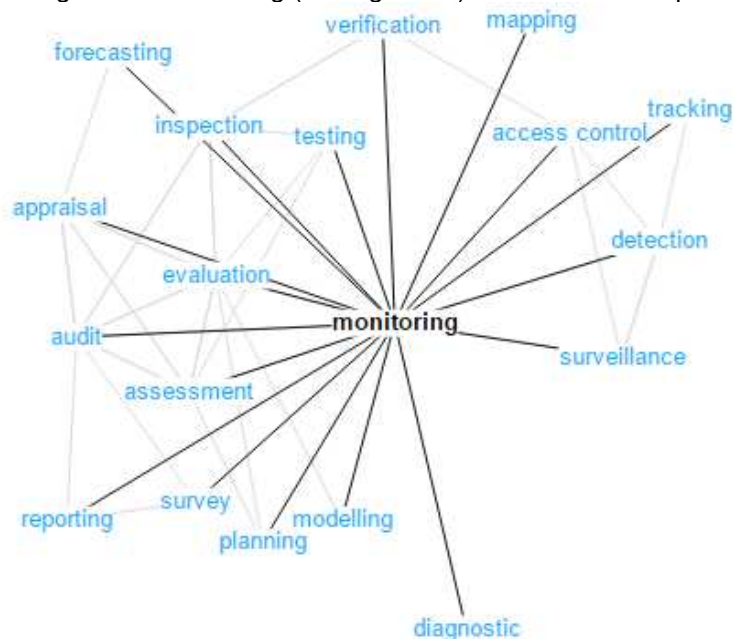 verification
mapping
forecasting
tracking
inspection
testing
access control
appraisal
detection
evaluation
monitoring
audit
surveillance
assessment
survey
reporting
modelling
planning
diagnostic